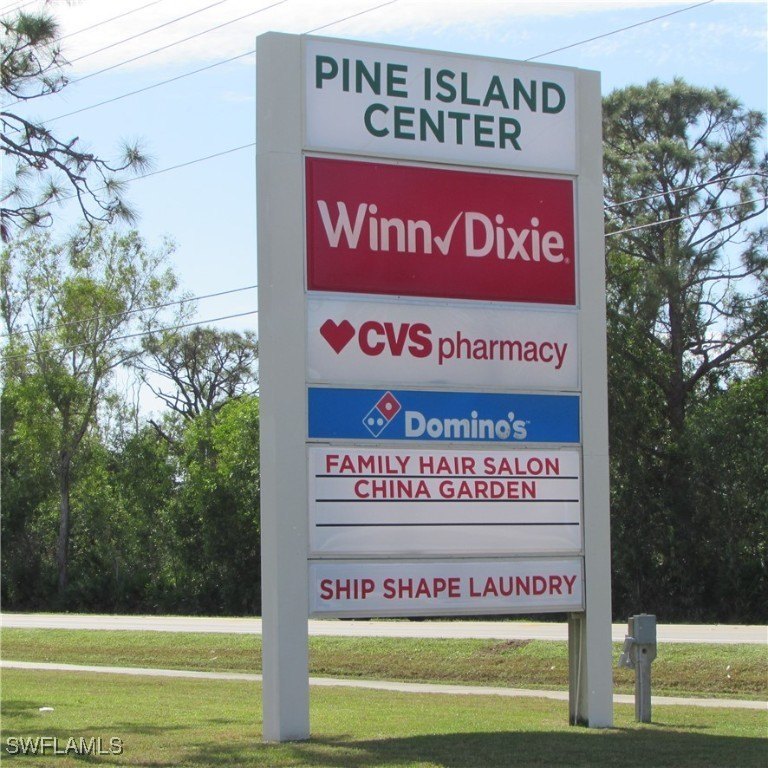 PINE ISLAND
CENTER
Winn✓Dixie®
CVS pharmacy
Domino's
FAMILY HAIR SALON
CHINA GARDEN
SHIP SHAPE LAUNDRY
SWFLAMLS